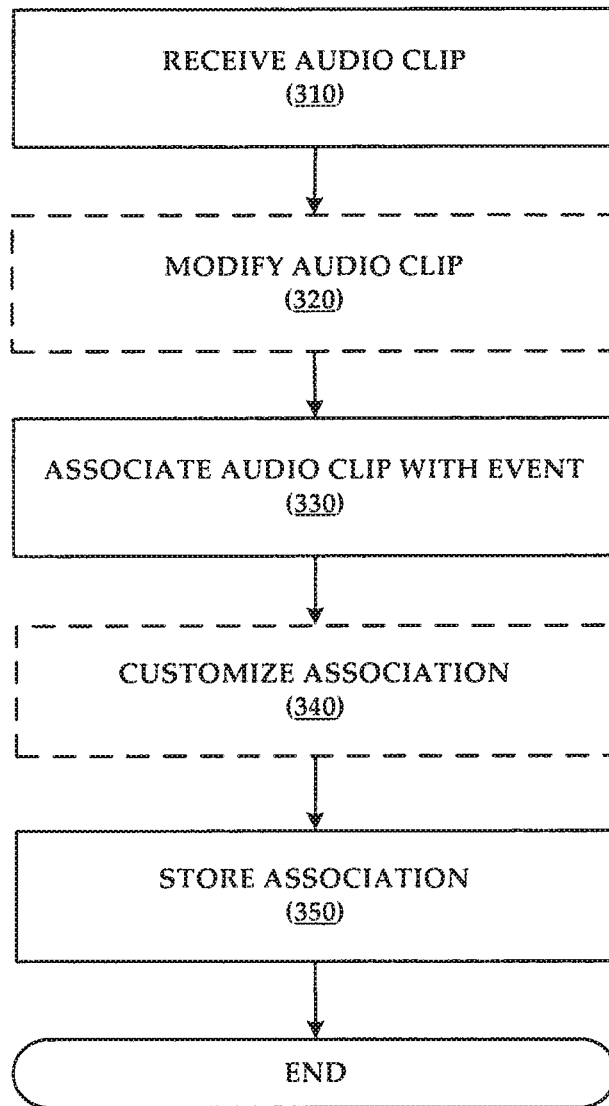 RECEIVE AUDIO CLIP
(310)
MODIFY AUDIO CLIP
(320)
ASSOCIATE AUDIO CLIP WITH EVENT
(330)
CUSTOMIZE ASSOCIATION
(340)
STORE ASSOCIATION
(350)
END